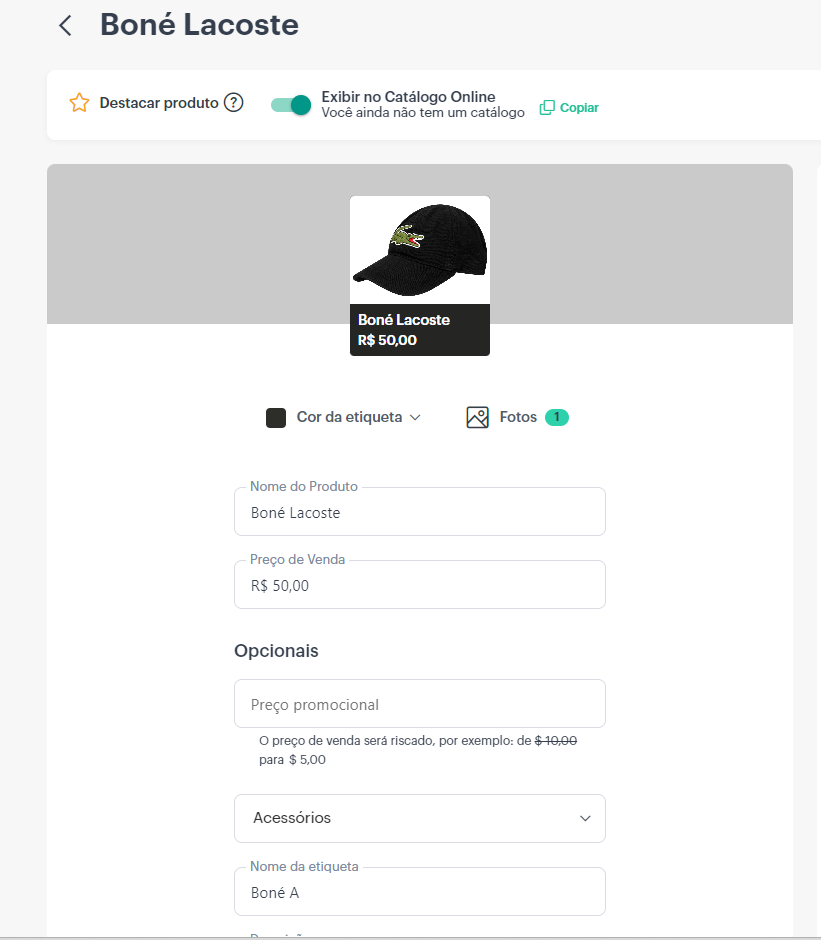 Boné Lacoste
Destacar produto ?
Exibir no Catálogo Online
Você ainda não tem um catálogo
Copiar
Boné Lacoste
R$ 50,00
Cor da etiqueta
Fotos 1
Nome do Produto
Boné Lacoste
Preço de Venda
R$ 50,00
Opcionais
Preço promocional
O preço de venda será riscado, por exemplo: de $ 10,00
para $ 5,00
Acessórios
Nome da etiqueta
Boné A